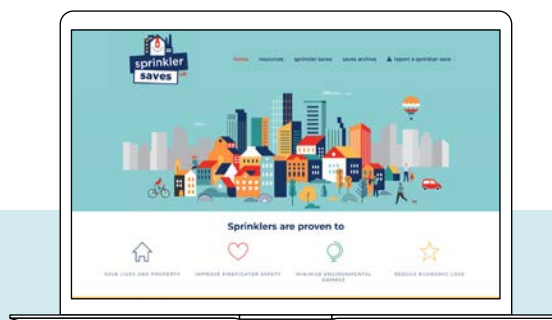 sprinkler
saves
UK
home resources sprinkler saves saves archive report a sprinkler save
Sprinklers are proven to
SAVE LIVES AND PROPERTY
IMPROVE FIREFIGHTER SAFETY
MINIMISE ENVIRONMENTAL
DAMAGE
REDUCE ECONOMIC LOSS